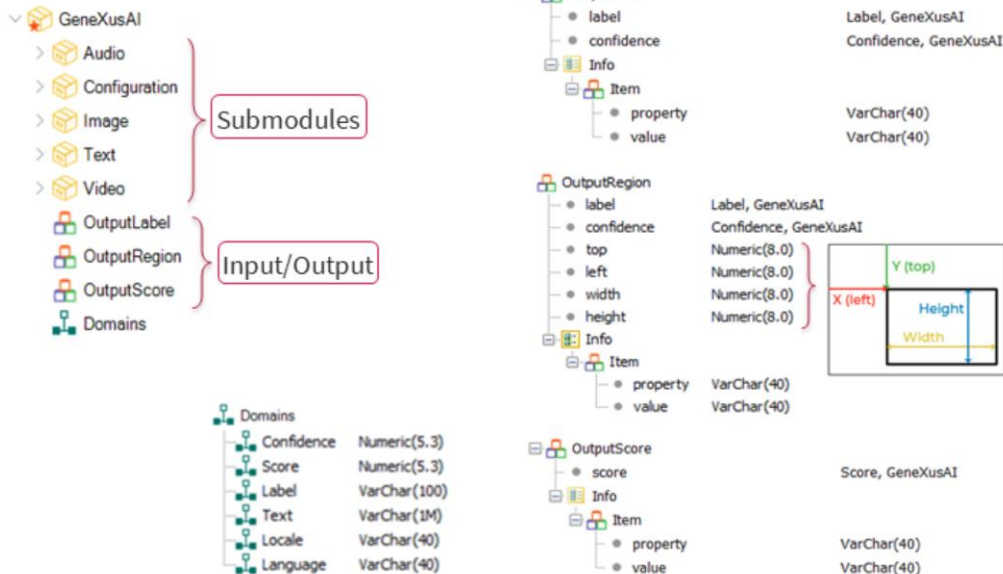 GeneXusAI
Audio
Configuration
Image
Text
Video
OutputLabel
OutputRegion
OutputScore
Domains
Submodules
Input/Output
label Label, GeneXusAI
confidence Confidence, GeneXusAI
Info
Item
property VarChar(40)
value VarChar(40)
OutputRegion
label Label, GeneXusAI
confidence Confidence, GeneXusAI
top Numeric(8.0)
left Numeric(8.0)
width Numeric(8.0)
height Numeric(8.0)
Info
Item
property VarChar(40)
value VarChar(40)
Y (top)
X (left)
Height
Width
Domains
Confidence Numeric(5.3)
Score Numeric(5.3)
Label VarChar(100)
Text VarChar(1M)
Locale VarChar(40)
Language VarChar(40)
OutputScore
score Score, GeneXusAI
Info
Item
property VarChar(40)
value VarChar(40)